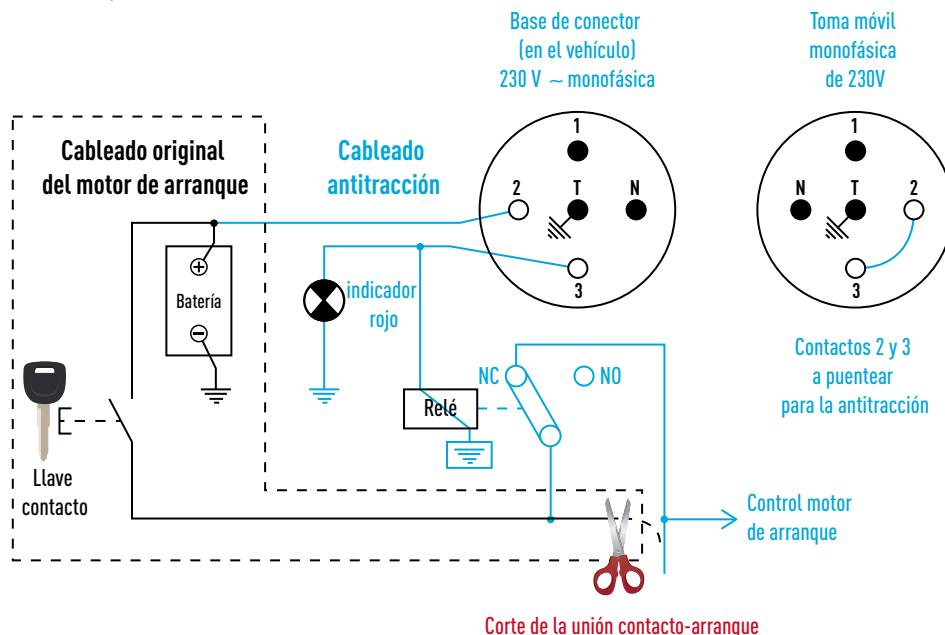 Base de conector
(en el vehículo)
230 V ~ monofásica
Toma móvil
monofásica
de 230V
1
2
T
N
3
1
N
T
2
3
Cableado original
del motor de arranque
Cableado
antitracción
+
Batería
−
indicador
rojo
NC
NO
Relé
Contactos 2 y 3
a puentear
para la antitracción
Llave
contacto
Control motor
de arranque
Corte de la unión contacto-arranque